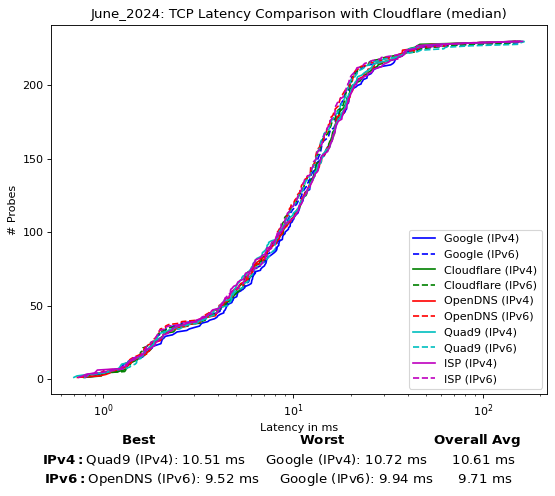 June_2024: TCP Latency Comparison with Cloudflare (median)
200
150
100
50
0
# Probes
10⁰ 10¹ 10²
Latency in ms
Google (IPv4)
Google (IPv6)
Cloudflare (IPv4)
Cloudflare (IPv6)
OpenDNS (IPv4)
OpenDNS (IPv6)
Quad9 (IPv4)
Quad9 (IPv6)
ISP (IPv4)
ISP (IPv6)
Best Worst Overall Avg
IPv4: Quad9 (IPv4): 10.51 ms Google (IPv4): 10.72 ms 10.61 ms
IPv6: OpenDNS (IPv6): 9.52 ms Google (IPv6): 9.94 ms 9.71 ms